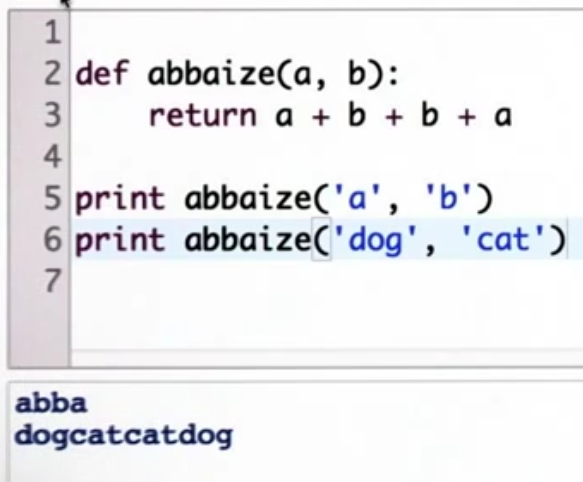 1
2 def abbaize(a, b):
3     return a + b + b + a
4
5 print abbaize('a', 'b')
6 print abbaize('dog', 'cat')
7
abba
dogcatcatdog